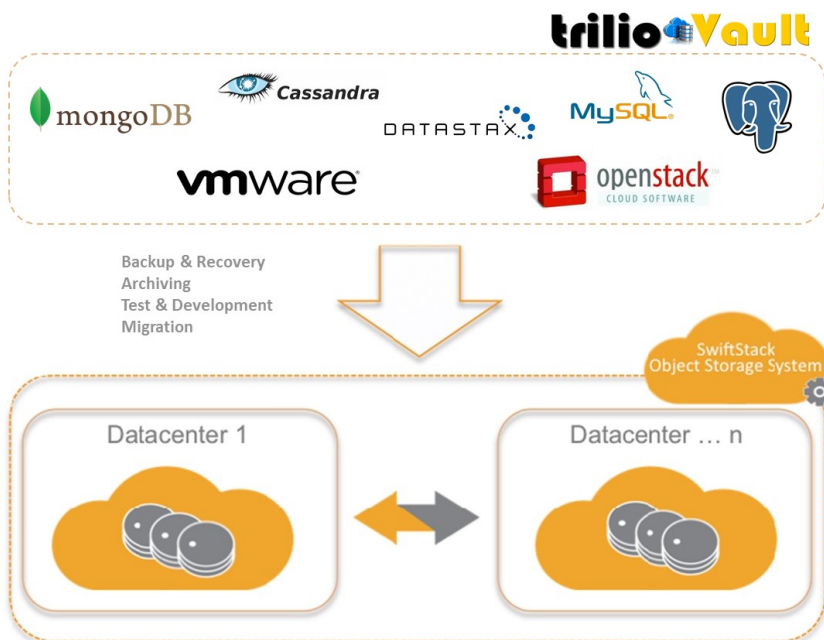 trilioVault
mongoDB
Cassandra
DATASTAX
MySQL®
vmware®
openstack™
CLOUD SOFTWARE
Backup & Recovery
Archiving
Test & Development
Migration
SwiftStack
Object Storage System
Datacenter 1
Datacenter ... n